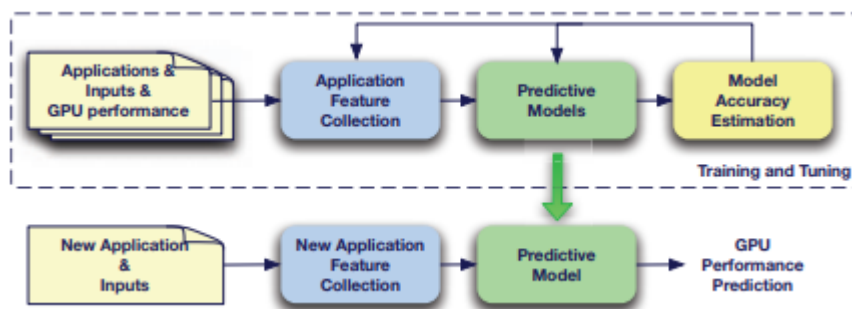 Applications &
Inputs &
GPU performance
Application
Feature
Collection
Predictive
Models
Model
Accuracy
Estimation
Training and Tuning
New Application
&
Inputs
New Application
Feature
Collection
Predictive
Model
GPU
Performance
Prediction